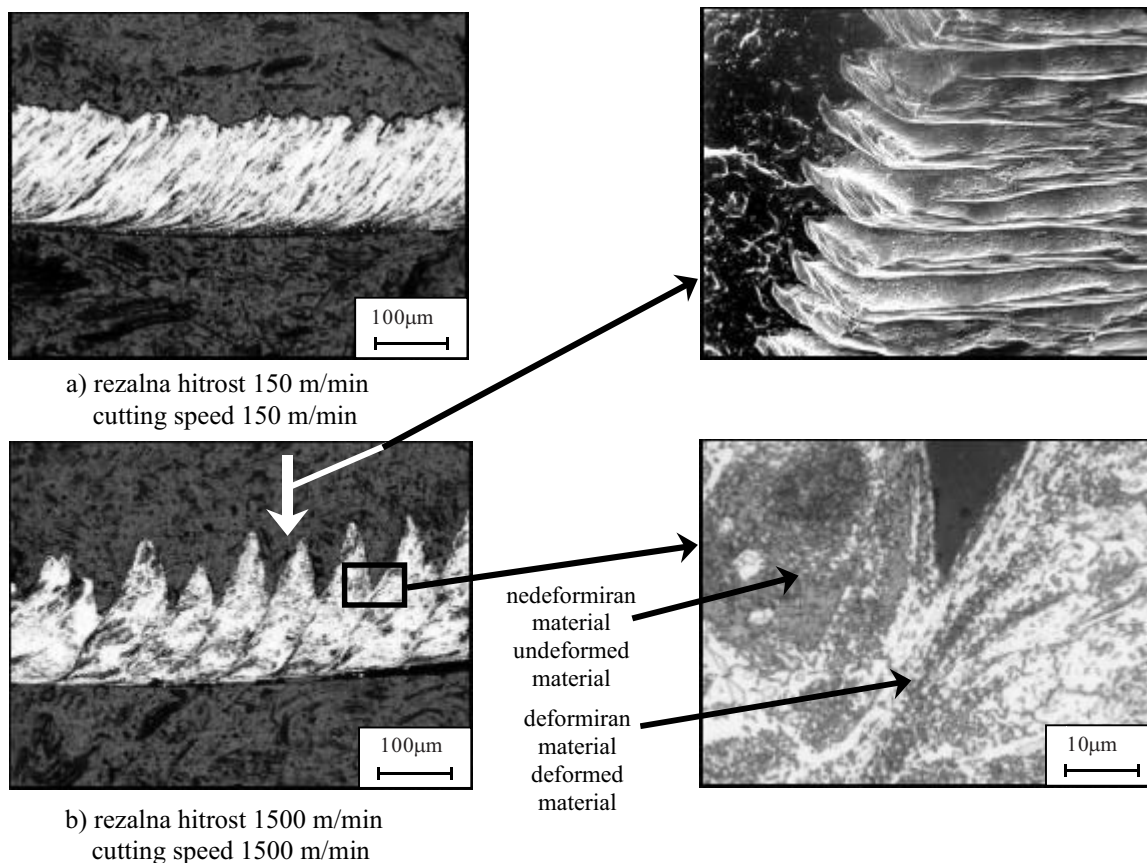 100μm
a) rezalna hitrost 150 m/min
cutting speed 150 m/min
nedeformiran
material
undeformed
material
deformiran
material
deformed
material
100μm
10μm
b) rezalna hitrost 1500 m/min
cutting speed 1500 m/min